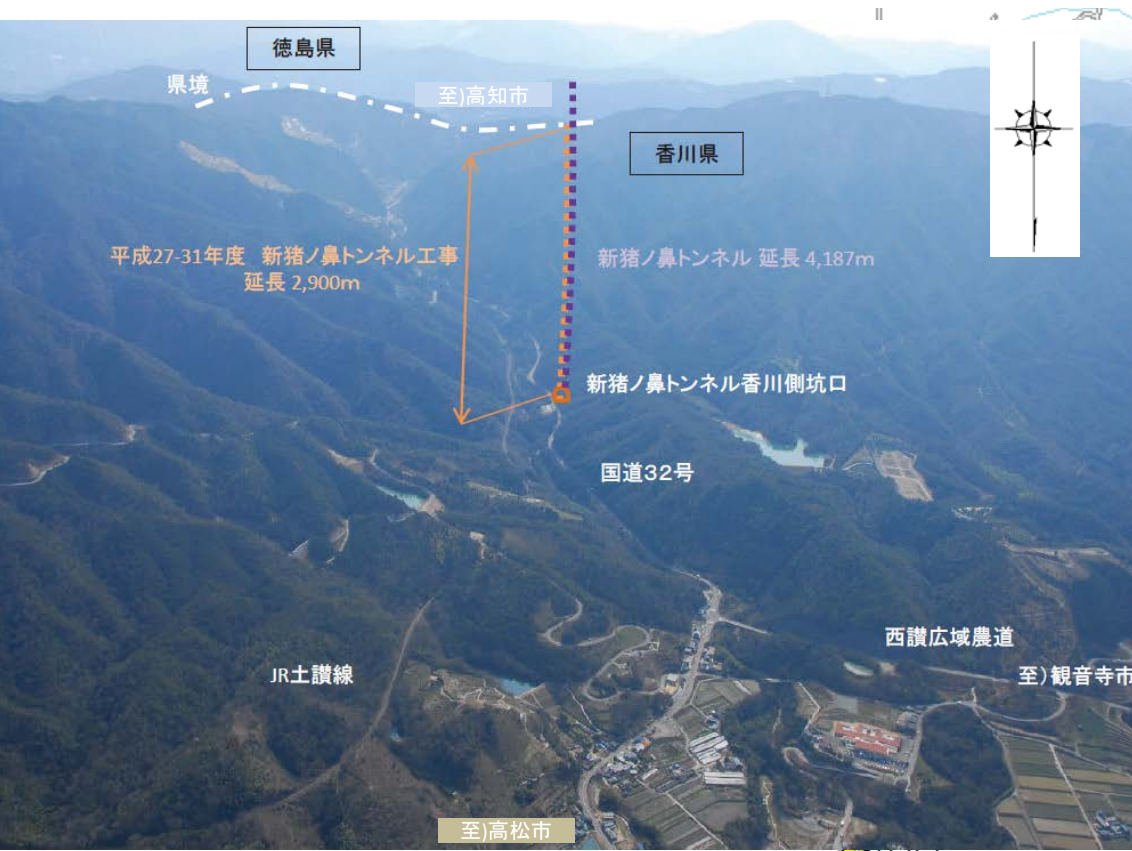 徳島県
県境
至)高知市
香川県
平成27-31年度 新猪ノ鼻トンネル工事
延長 2,900m
新猪ノ鼻トンネル 延長 4,187m
新猪ノ鼻トンネル香川側坑口
国道32号
西讃広域農道
JR土讃線
至)観音寺市
至)高松市